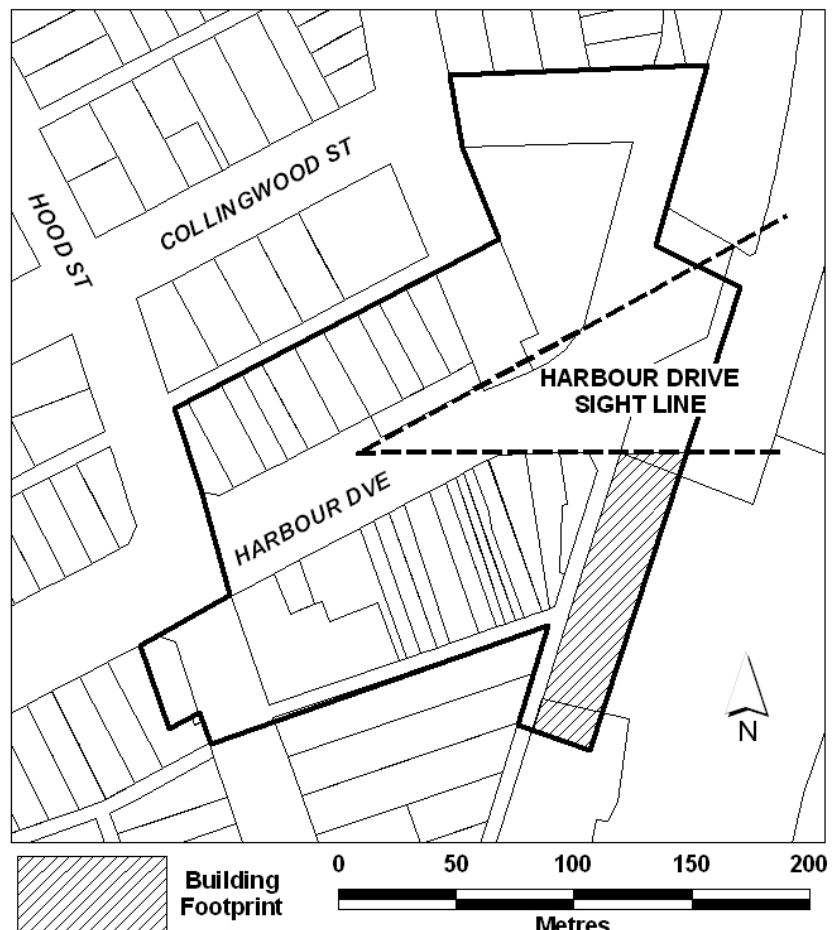 COLLINGWOOD ST
HOOD ST
HARBOUR DRIVE
SIGHT LINE
HARBOUR DVE
N
Building
Footprint
0 50 100 150 200
Metres